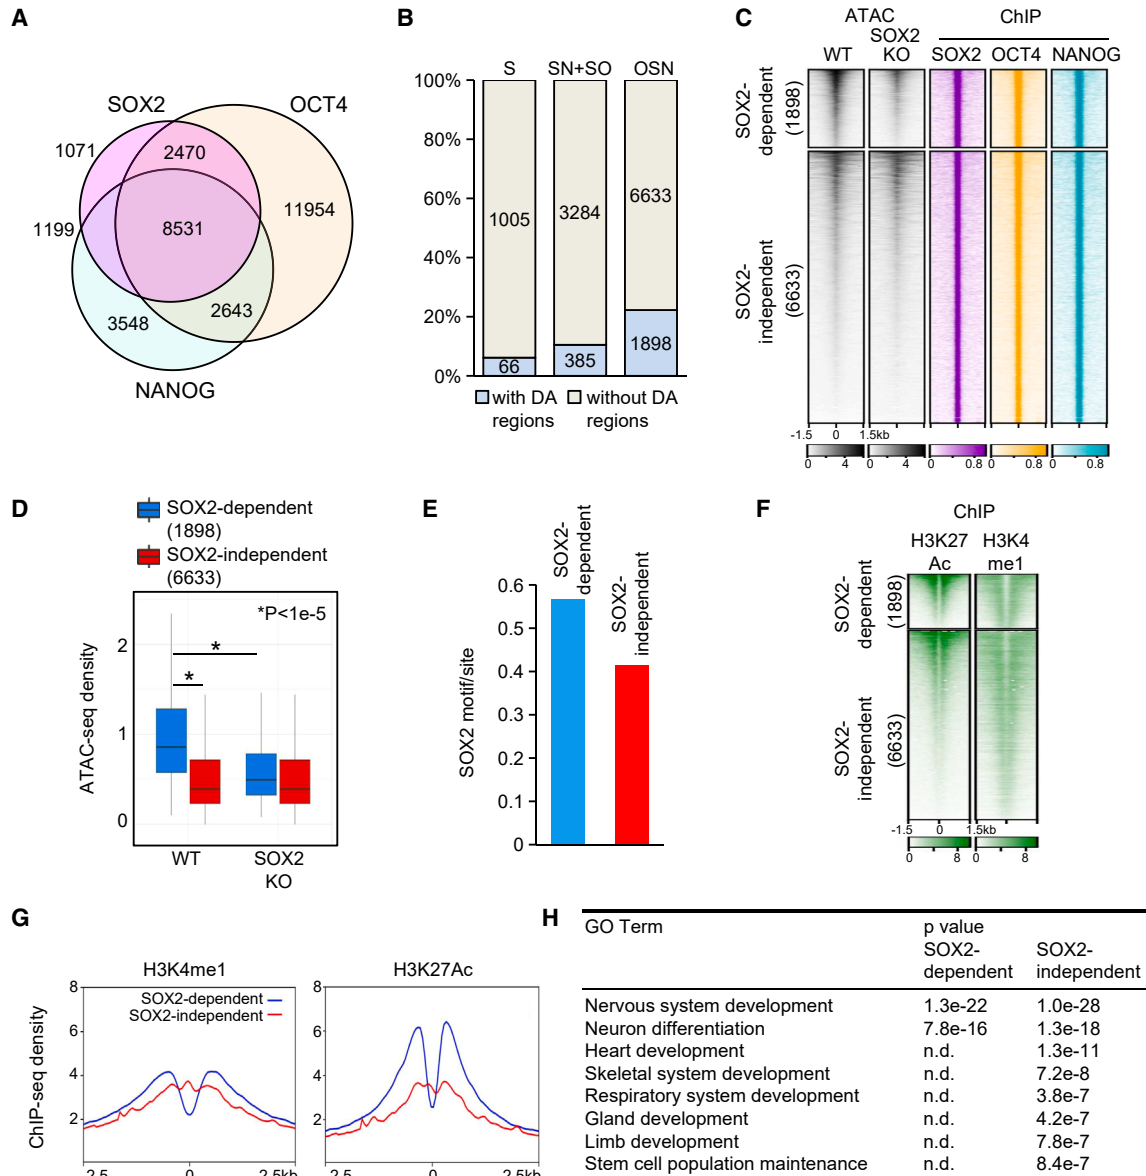 A
SOX2
OCT4
1071
2470
11954
1199
8531
3548
2643
NANOG
B
S
SN+SO
OSN
100%
80%
60%
40%
20%
0%
1005
3284
6633
66
385
1898
with DA regions
without DA regions
C
ATAC
ChIP
WT
SOX2 KO
SOX2
OCT4
NANOG
SOX2-dependent (1898)
SOX2-independent (6633)
-1.5 0 1.5kb
0 4
0 4
0 0.8
0 0.8
0 0.8
D
SOX2-dependent (1898)
SOX2-independent (6633)
*P<1e-5
*
*
ATAC-seq density
2
1
0
WT
SOX2 KO
E
SOX2-dependent
SOX2-independent
SOX2 motif/site
0.6
0.5
0.4
0.3
0.2
0.1
0
F
ChIP
H3K27 Ac
H3K4 me1
SOX2-dependent (1898)
SOX2-independent (6633)
-1.5 0 1.5kb
0 8
0 8
G
ChIP-seq density
H3K4me1
SOX2-dependent
SOX2-independent
8
6
4
2
-2.5 0 2.5kb
H3K27Ac
8
6
4
2
-2.5 0 2.5kb
H
GO Term p value
SOX2-dependent SOX2-independent
Nervous system development 1.3e-22 1.0e-28
Neuron differentiation 7.8e-16 1.3e-18
Heart development n.d. 1.3e-11
Skeletal system development n.d. 7.2e-8
Respiratory system development n.d. 3.8e-7
Gland development n.d. 4.2e-7
Limb development n.d. 7.8e-7
Stem cell population maintenance n.d. 8.4e-7